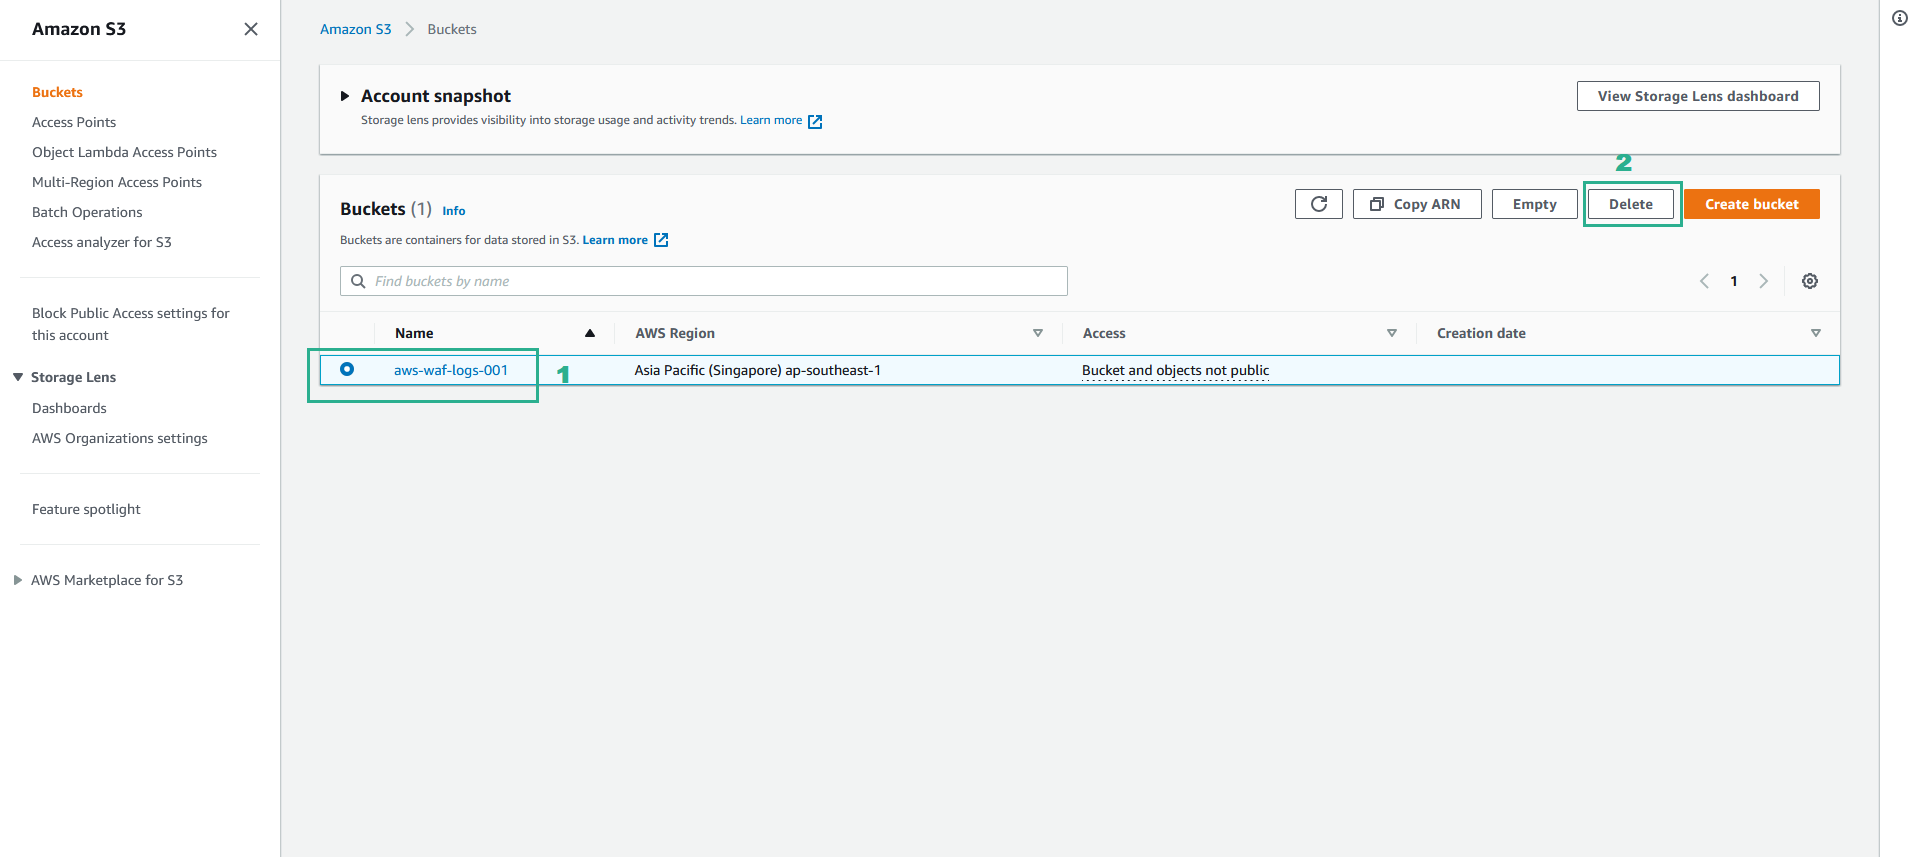 Amazon S3
Buckets
Access Points
Object Lambda Access Points
Multi-Region Access Points
Batch Operations
Access analyzer for S3
Block Public Access settings for
this account
Storage Lens
Dashboards
AWS Organizations settings
Feature spotlight
AWS Marketplace for S3
Amazon S3 Buckets
Account snapshot
View Storage Lens dashboard
Storage lens provides visibility into storage usage and activity trends. Learn more
2
Buckets (1) Info
Copy ARN Empty Delete Create bucket
Buckets are containers for data stored in S3. Learn more
Find buckets by name
1
Name AWS Region Access Creation date
aws-waf-logs-001 1 Asia Pacific (Singapore) ap-southeast-1 Bucket and objects not public